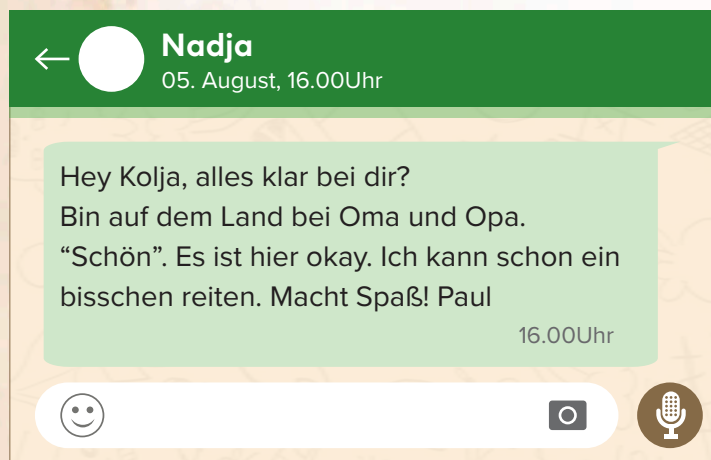 Nadja
05. August, 16.00Uhr
Hey Kolja, alles klar bei dir?
Bin auf dem Land bei Oma und Opa.
“Schön”. Es ist hier okay. Ich kann schon ein
bisschen reiten. Macht Spaß! Paul
16.00Uhr